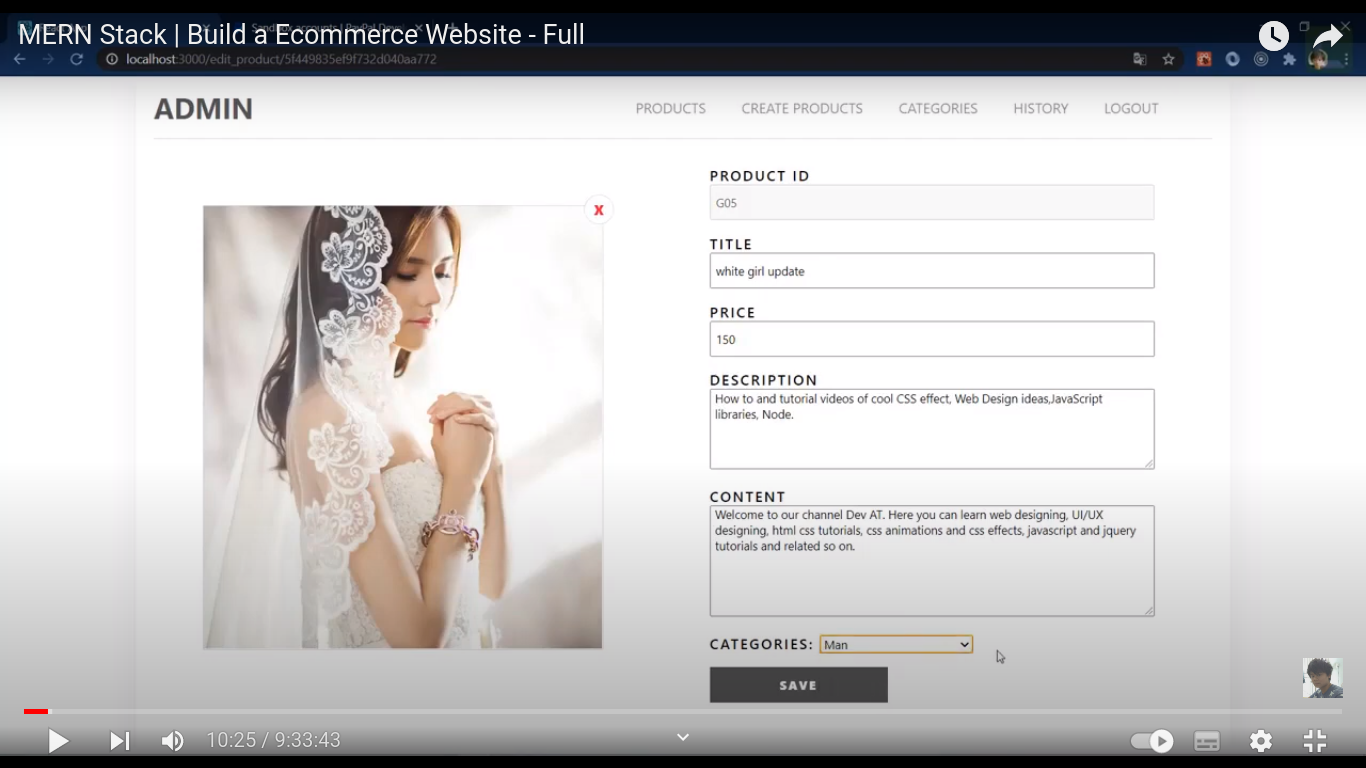 MERN Stack | Build a Ecommerce Website - Full
localhost:3000/edit_product/5f449835ef9f732d040aa772
ADMIN
PRODUCTS
CREATE PRODUCTS
CATEGORIES
HISTORY
LOGOUT
X
PRODUCT ID
G05
TITLE
white girl update
PRICE
150
DESCRIPTION
How to and tutorial videos of cool CSS effect, Web Design ideas,JavaScript
libraries, Node.
CONTENT
Welcome to our channel Dev AT. Here you can learn web designing, UI/UX
designing, html css tutorials, css animations and css effects, javascript and jquery
tutorials and related so on.
CATEGORIES: Man
SAVE
10:25 / 9:33:43